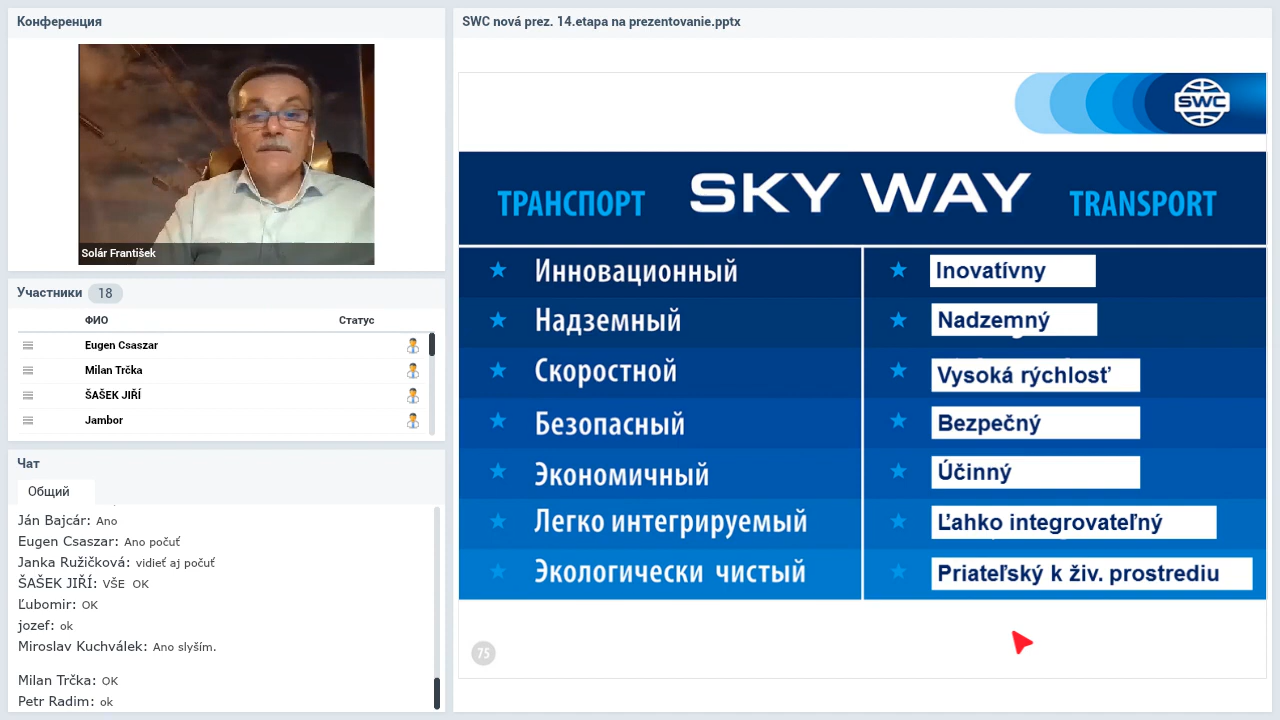 Конференция
Solár František
Участники 18
ФИО Статус
Eugen Csaszar
Milan Trčka
ŠAŠEK JIŘÍ
Jambor
Чат
Общий
Ján Bajcár: Ano
Eugen Csaszar: Ano počuť
Janka Ružičková: vidieť aj počuť
ŠAŠEK JIŘÍ: VŠE OK
Ľubomir: OK
jozef: ok
Miroslav Kuchválek: Ano slyším.
Milan Trčka: OK
Petr Radim: ok
SWC nová prez. 14.etapa na prezentovanie.pptx
SWC
ТРАНСПОРТ SKY WAY TRANSPORT
Инновационный Inovatívny
Надземный Nadzemný
Скоростной Vysoká rýchlosť
Безопасный Bezpečný
Экономичный Účinný
Легко интегрируемый Ľahko integrovateľný
Экологически чистый Priateľský k živ. prostrediu
75